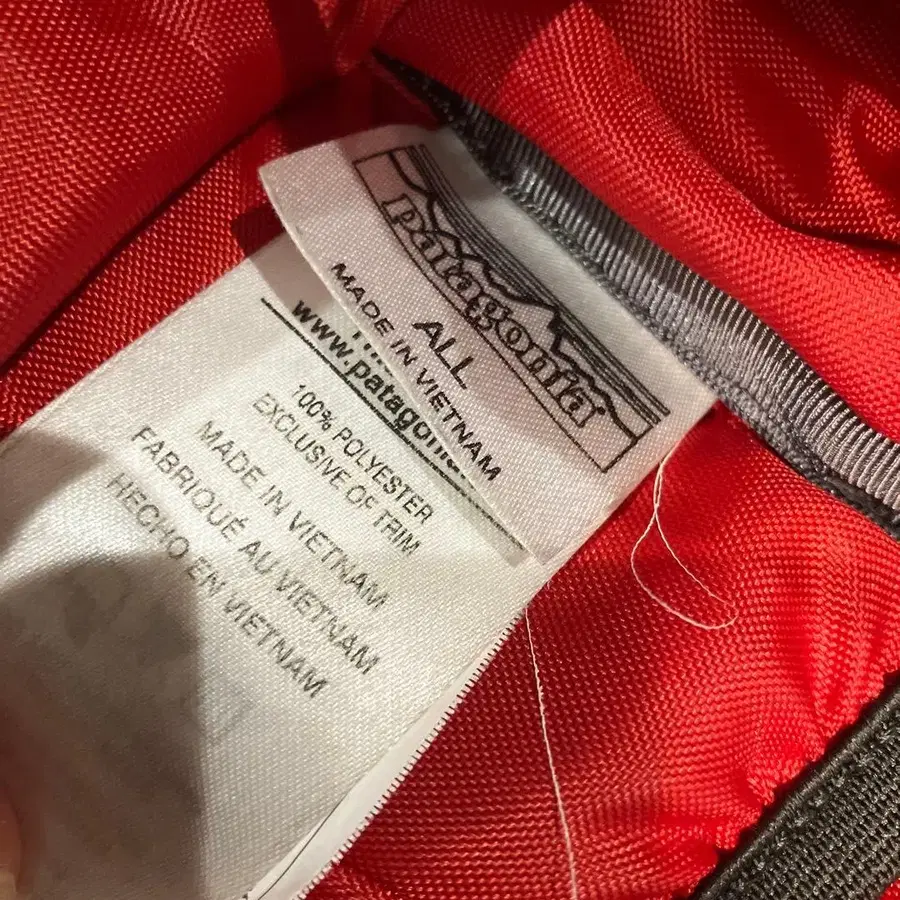 patagonia
ALL
MADE IN VIETNAM
www.patagon
100% POLYESTER
EXCLUSIVE OF TRIM
MADE IN VIETNAM
FABRIQUÉ AU VIETNAM
HECHO EN VIETNAM